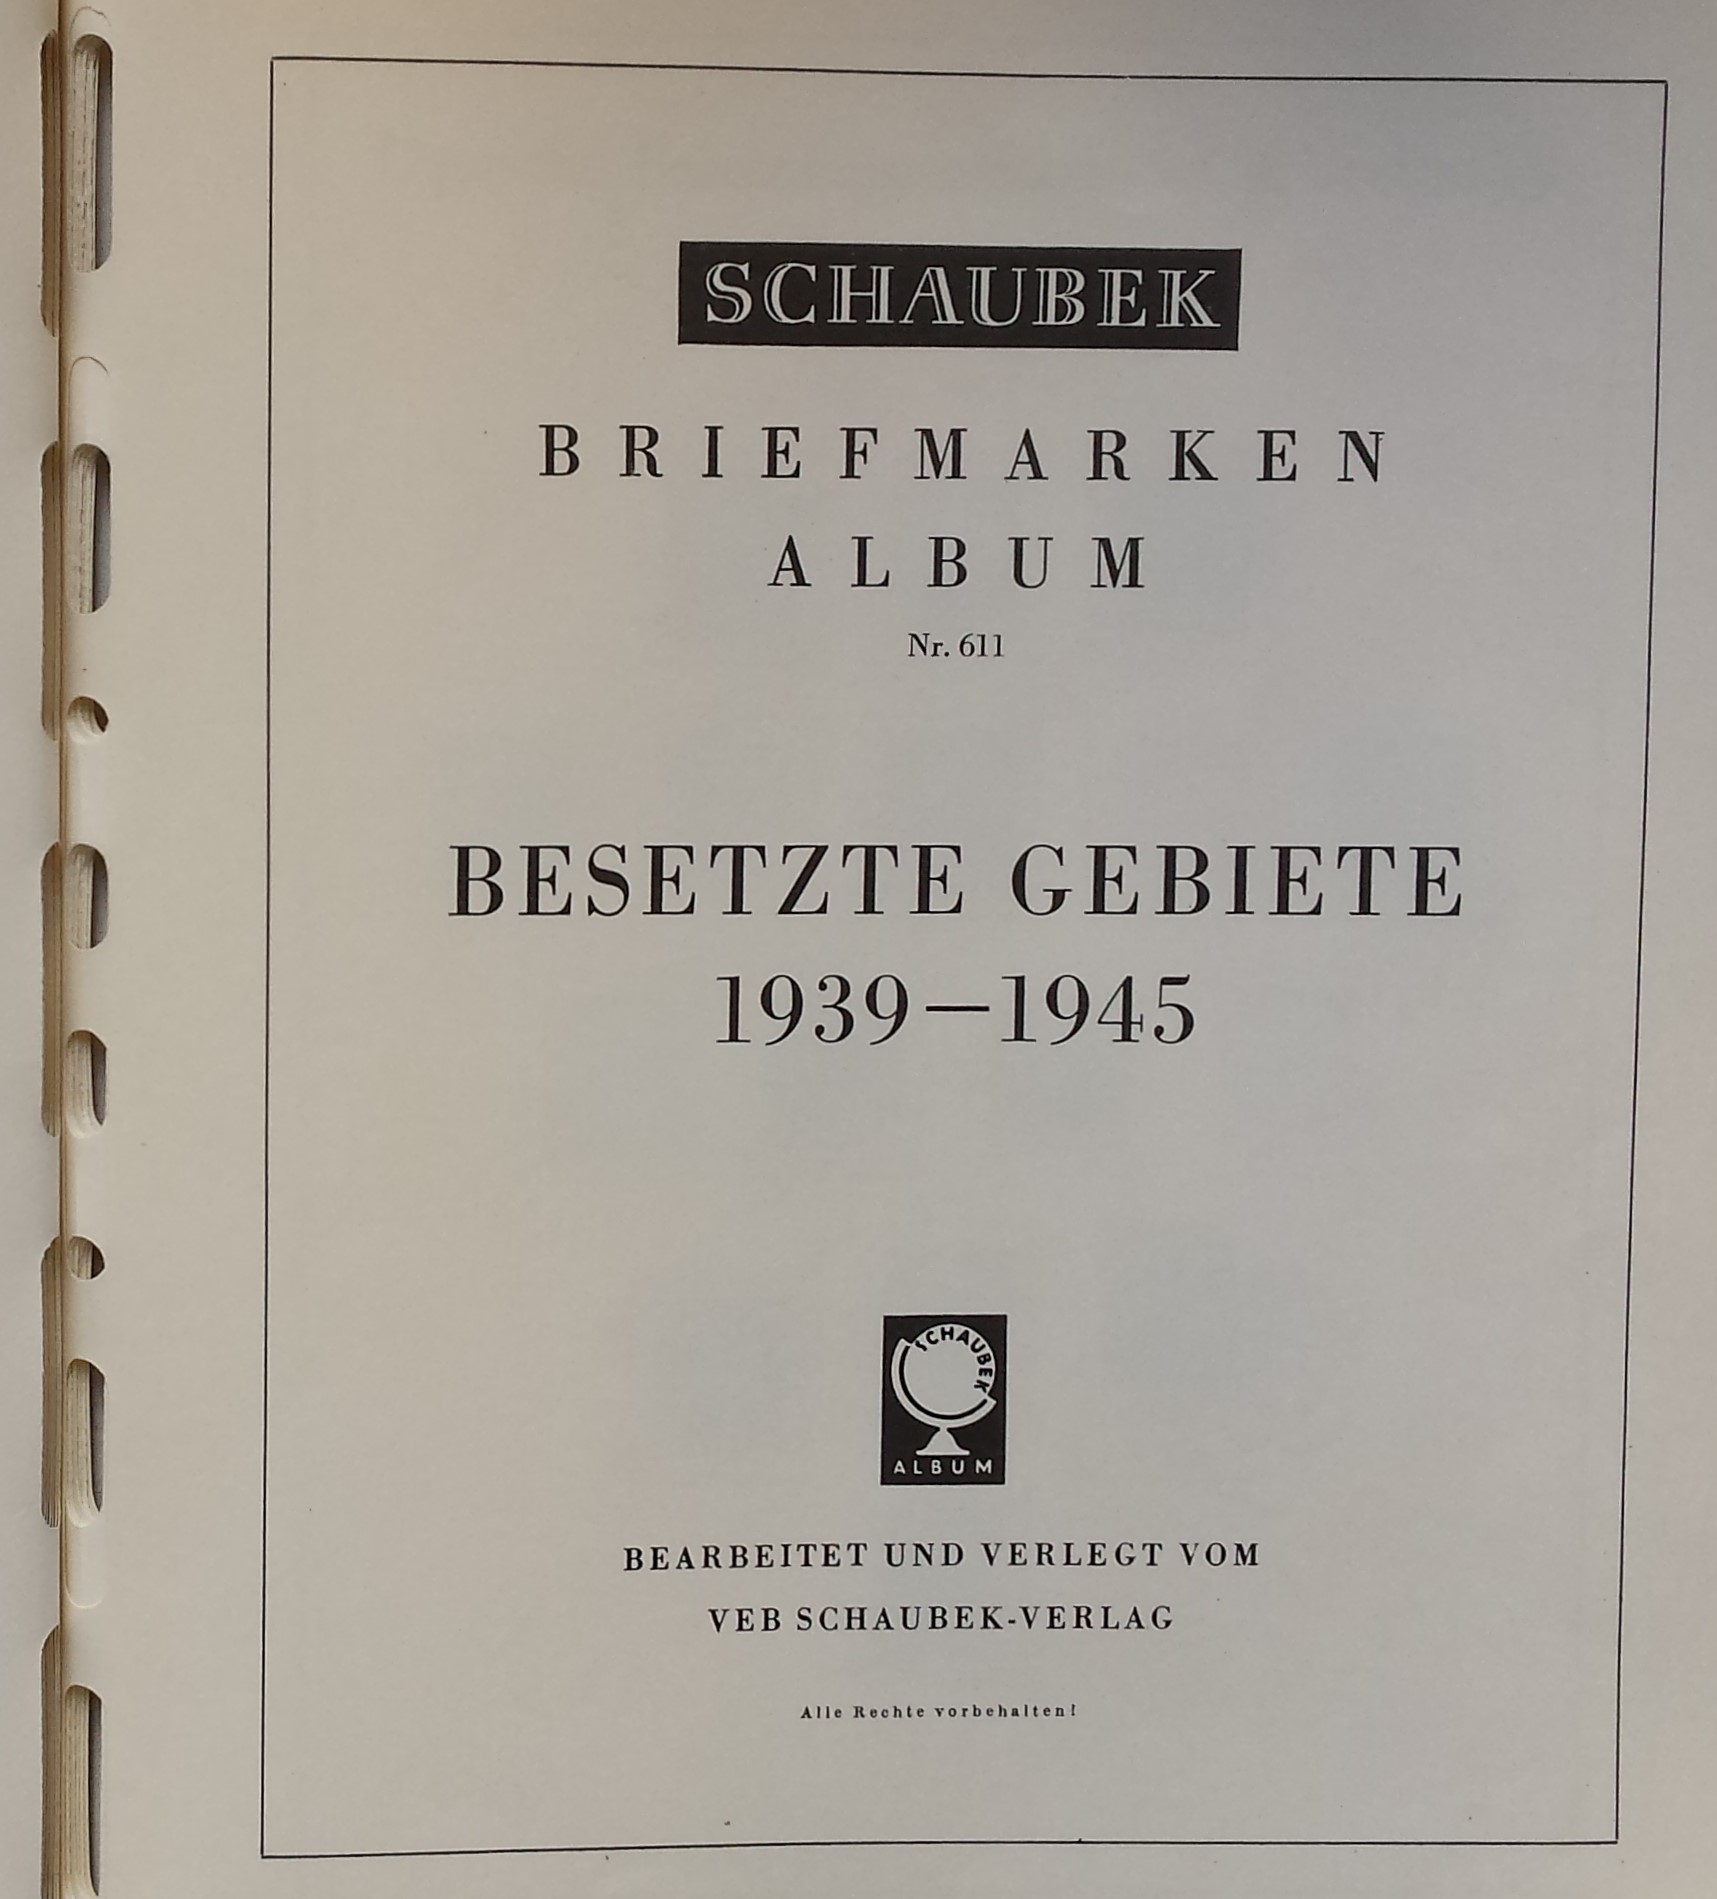 SCHAUBEK
BRIEFMARKEN
ALBUM
Nr. 611
BESETZTE GEBIETE
1939–1945
SCHAUBEK
ALBUM
BEARBEITET UND VERLEGT VOM
VEB SCHAUBEK-VERLAG
Alle Rechte vorbehalten!